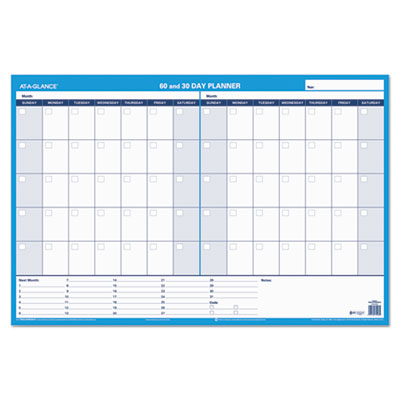 AT-A-GLANCE
60 and 30 DAY PLANNER
Year:
Month: Month:
SUNDAY MONDAY TUESDAY WEDNESDAY THURSDAY FRIDAY SATURDAY SUNDAY MONDAY TUESDAY WEDNESDAY THURSDAY FRIDAY SATURDAY
Next Month: 7 14 21 28 Notes:
1 8 15 22 29
2 9 16 23 30
3 10 17 24 31
4 11 18 25 Code
5 12 19 26
6 13 20 27